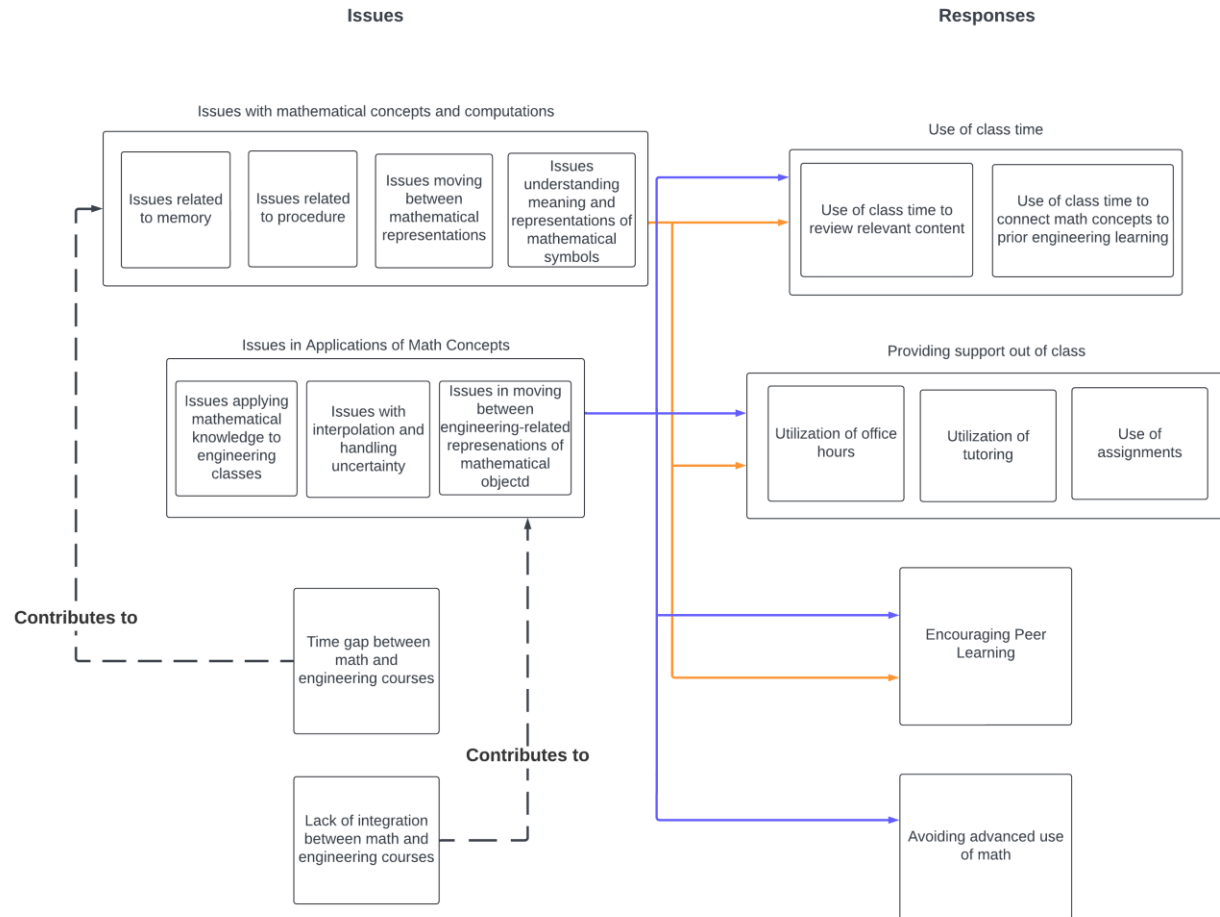 Issues
Responses
Issues with mathematical concepts and computations
Issues related
to memory
Issues related
to procedure
Issues moving
between
mathematical
representations
Issues
understanding
meaning and
representations of
mathematical
symbols
Use of class time
Use of class time to
review relevant content
Use of class time to
connect math concepts to
prior engineering learning
Issues in Applications of Math Concepts
Issues applying
mathematical
knowledge to
engineering
classes
Issues with
interpolation and
handling
uncertainty
Issues in moving
between
engineering-related
represenations of
mathematical
objectd
Providing support out of class
Utilization of office
hours
Utilization of
tutoring
Use of
assignments
Contributes to
Time gap between
math and
engineering courses
Encouraging Peer
Learning
Contributes to
Lack of integration
between math and
engineering courses
Avoiding advanced use
of math